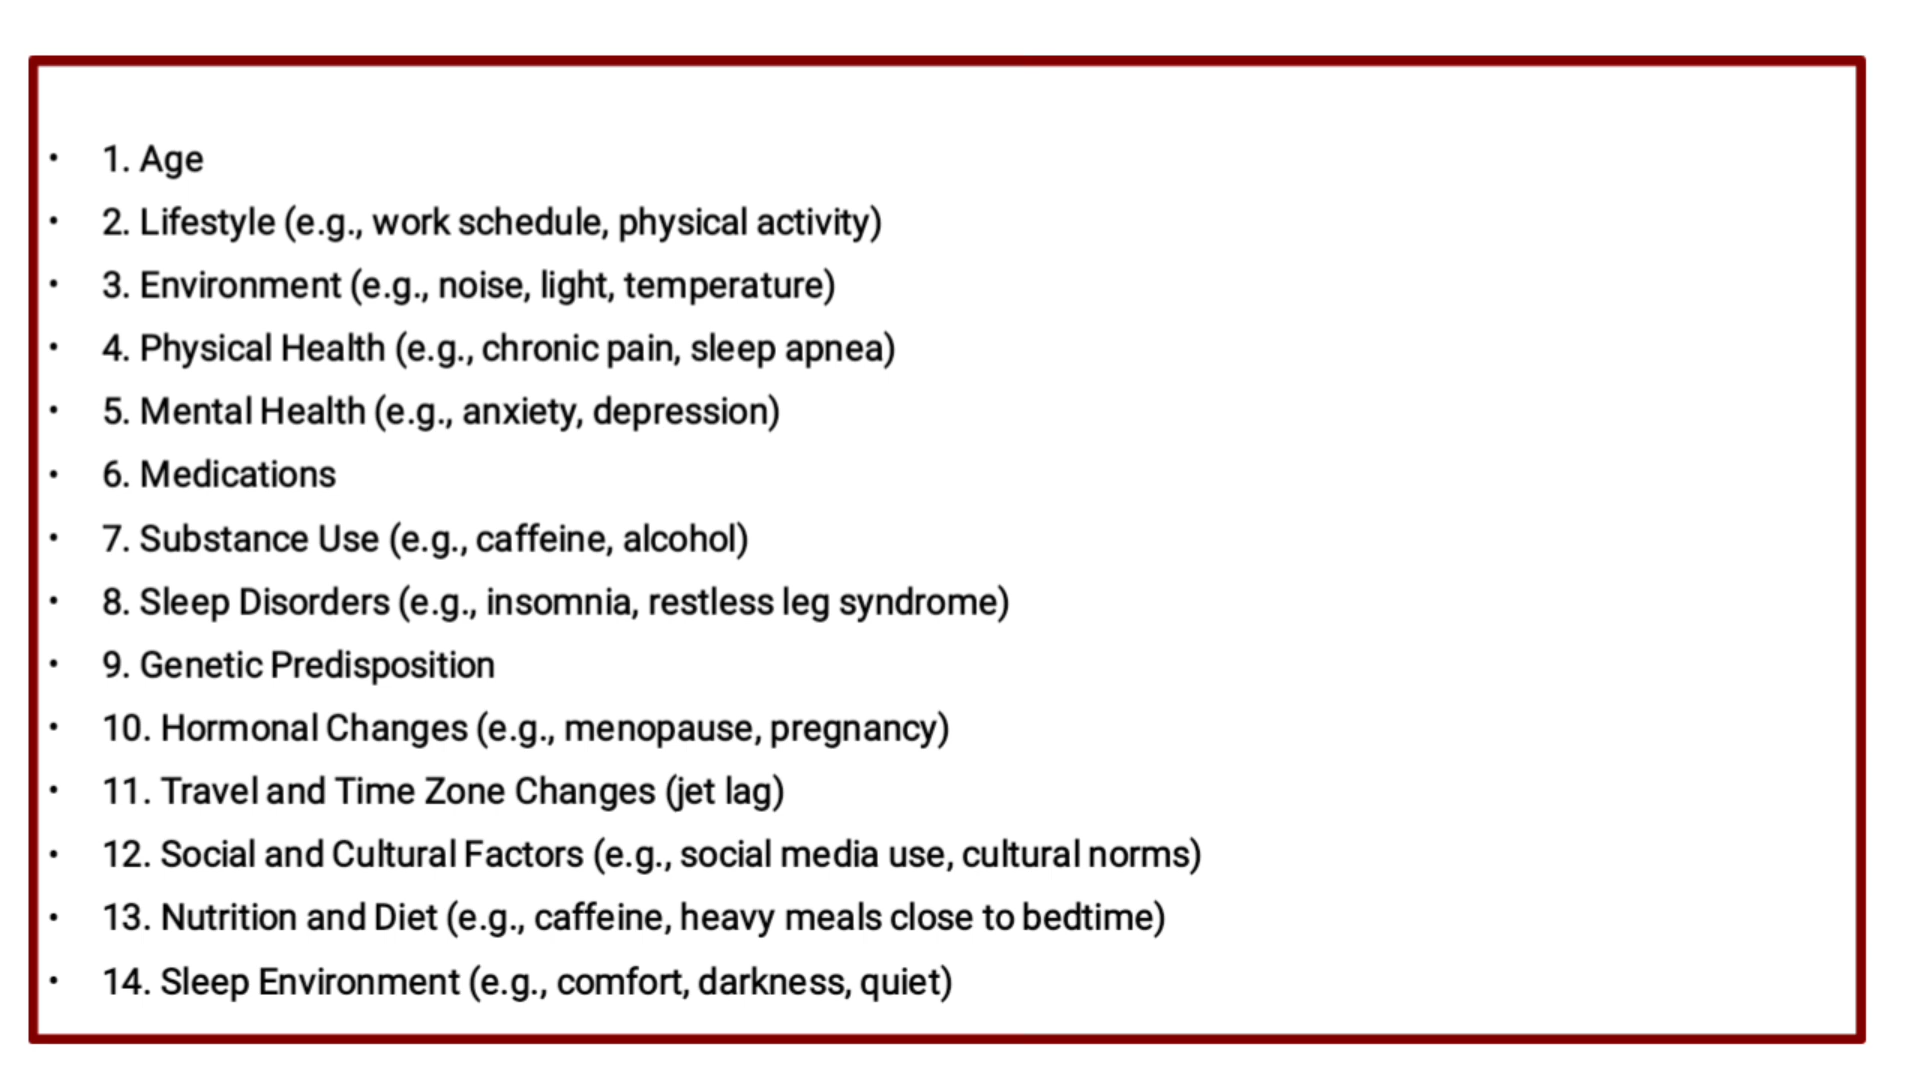 • 1. Age
• 2. Lifestyle (e.g., work schedule, physical activity)
• 3. Environment (e.g., noise, light, temperature)
• 4. Physical Health (e.g., chronic pain, sleep apnea)
• 5. Mental Health (e.g., anxiety, depression)
• 6. Medications
• 7. Substance Use (e.g., caffeine, alcohol)
• 8. Sleep Disorders (e.g., insomnia, restless leg syndrome)
• 9. Genetic Predisposition
• 10. Hormonal Changes (e.g., menopause, pregnancy)
• 11. Travel and Time Zone Changes (jet lag)
• 12. Social and Cultural Factors (e.g., social media use, cultural norms)
• 13. Nutrition and Diet (e.g., caffeine, heavy meals close to bedtime)
• 14. Sleep Environment (e.g., comfort, darkness, quiet)